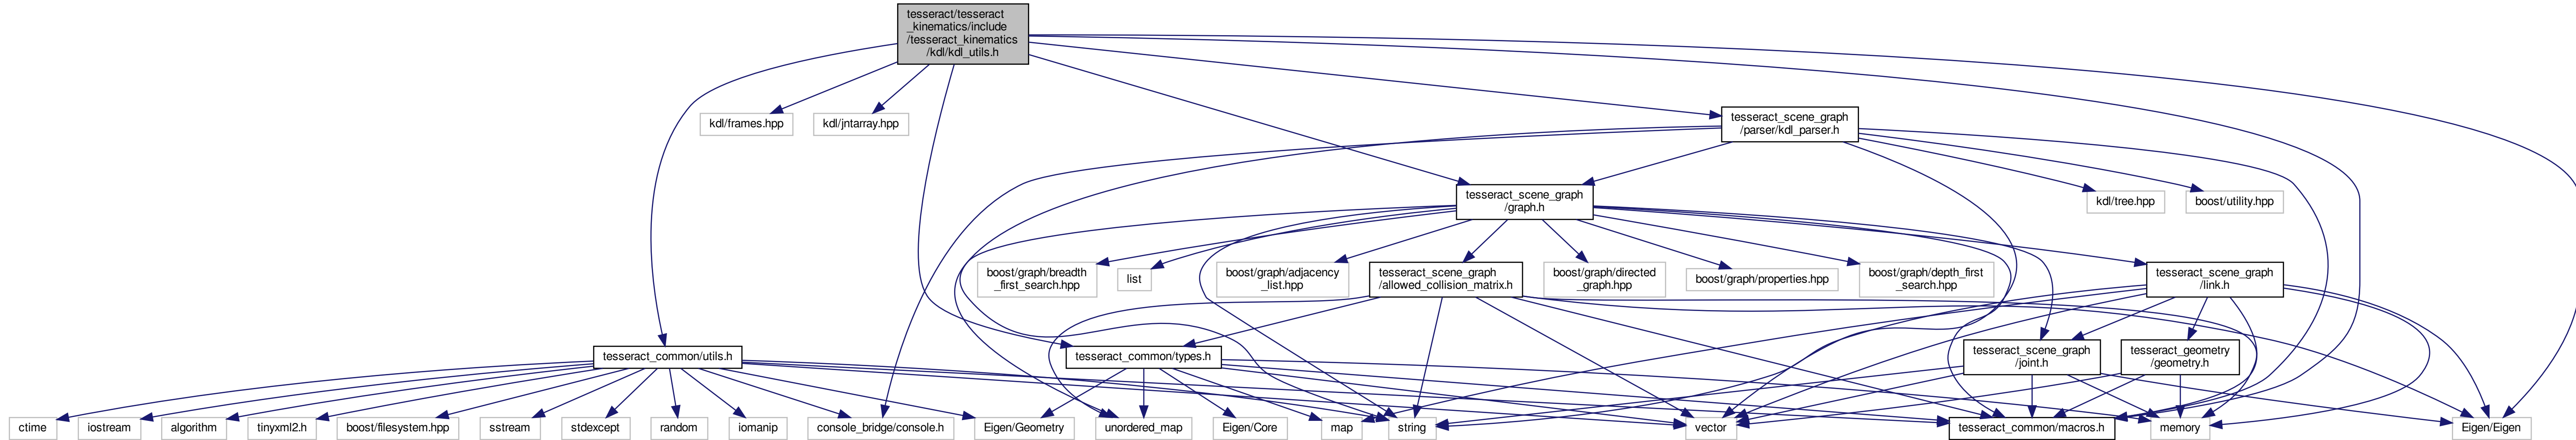 tesseract/tesseract
_kinematics/include
/tesseract_kinematics
/kdl/kdl_utils.h
kdl/frames.hpp
kdl/jntarray.hpp
tesseract_scene_graph
/parser/kdl_parser.h
tesseract_scene_graph
/graph.h
kdl/tree.hpp
boost/utility.hpp
boost/graph/breadth
_first_search.hpp
list
boost/graph/adjacency
_list.hpp
tesseract_scene_graph
/allowed_collision_matrix.h
boost/graph/directed
_graph.hpp
boost/graph/properties.hpp
boost/graph/depth_first
_search.hpp
tesseract_scene_graph
/link.h
tesseract_common/utils.h
tesseract_common/types.h
tesseract_scene_graph
/joint.h
tesseract_geometry
/geometry.h
ctime
iostream
algorithm
tinyxml2.h
boost/filesystem.hpp
sstream
stdexcept
random
iomanip
console_bridge/console.h
Eigen/Geometry
unordered_map
Eigen/Core
map
string
vector
tesseract_common/macros.h
memory
Eigen/Eigen